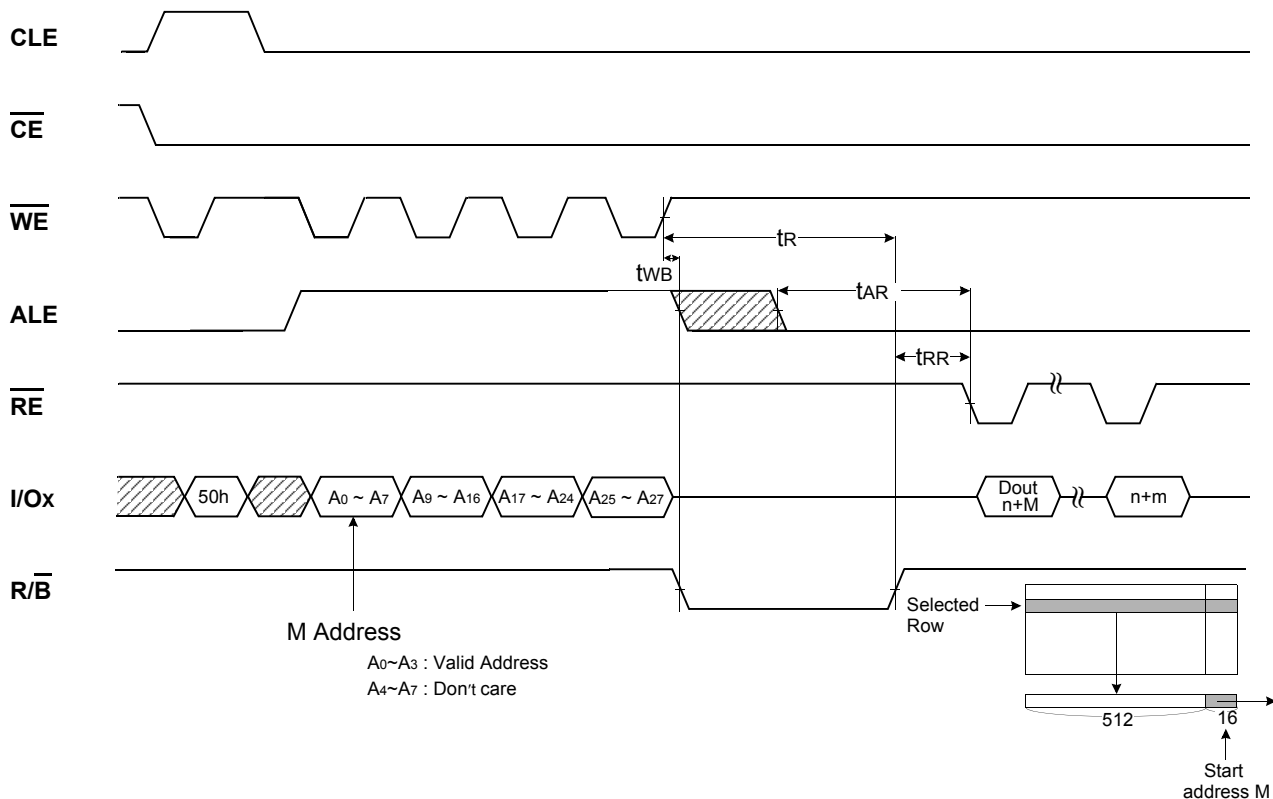 CLE
CE
WE
tR
tWB
ALE
tAR
tRR
RE
I/Ox
50h
A0 ~ A7
A9 ~ A16
A17 ~ A24
A25 ~ A27
Dout
n+M
n+m
R/B
Selected
Row
M Address
A0~A3 : Valid Address
A4~A7 : Don't care
512
16
Start
address M